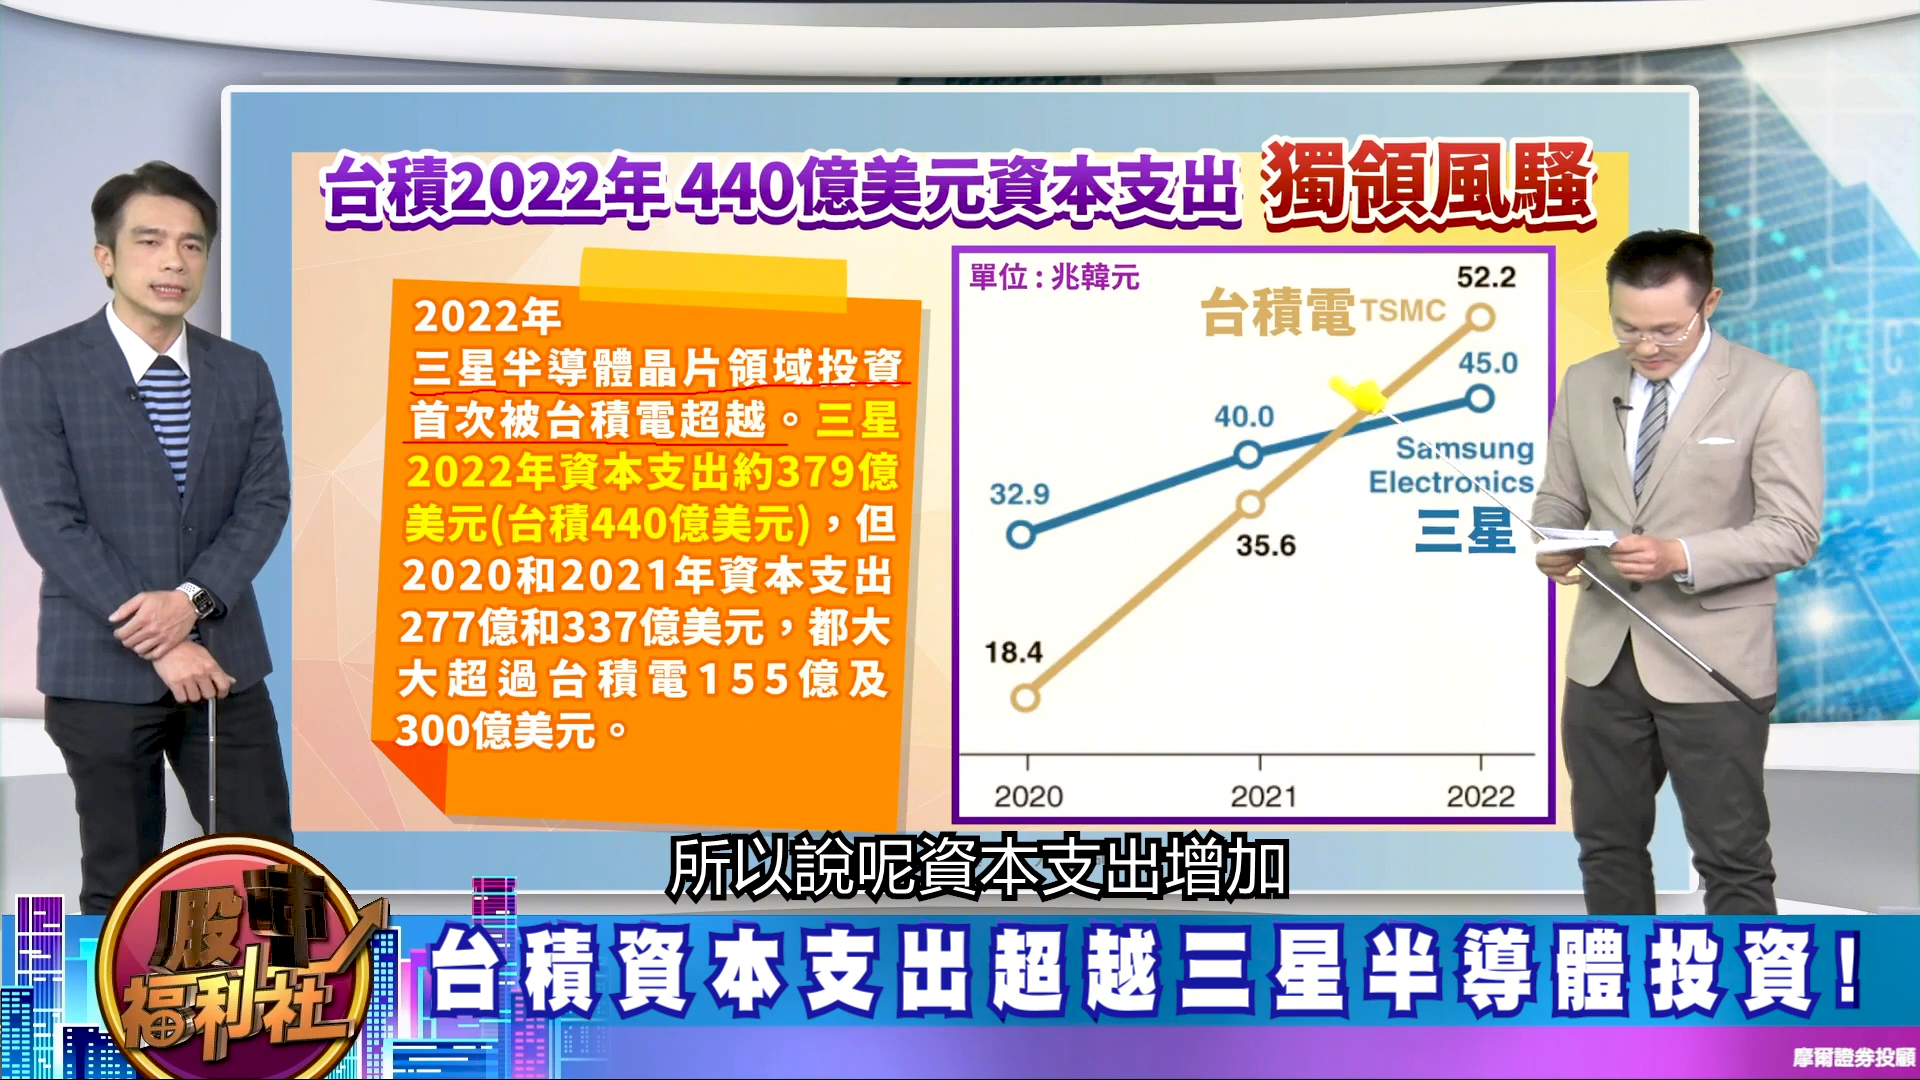 台積2022年 440億美元資本支出 獨領風騷
2022年
三星半導體晶片領域投資
首次被台積電超越。三星
2022年資本支出約379億
美元(台積440億美元),但
2020和2021年資本支出
277億和337億美元,都大
大超過台積電155億及
300億美元。
單位:兆韓元
台積電 TSMC
52.2
45.0
40.0
Samsung
Electronics
三星
32.9
35.6
18.4
2020 2021 2022
所以說呢資本支出增加
股市
福利社
台積資本支出超越三星半導體投資!
摩爾證券投顧